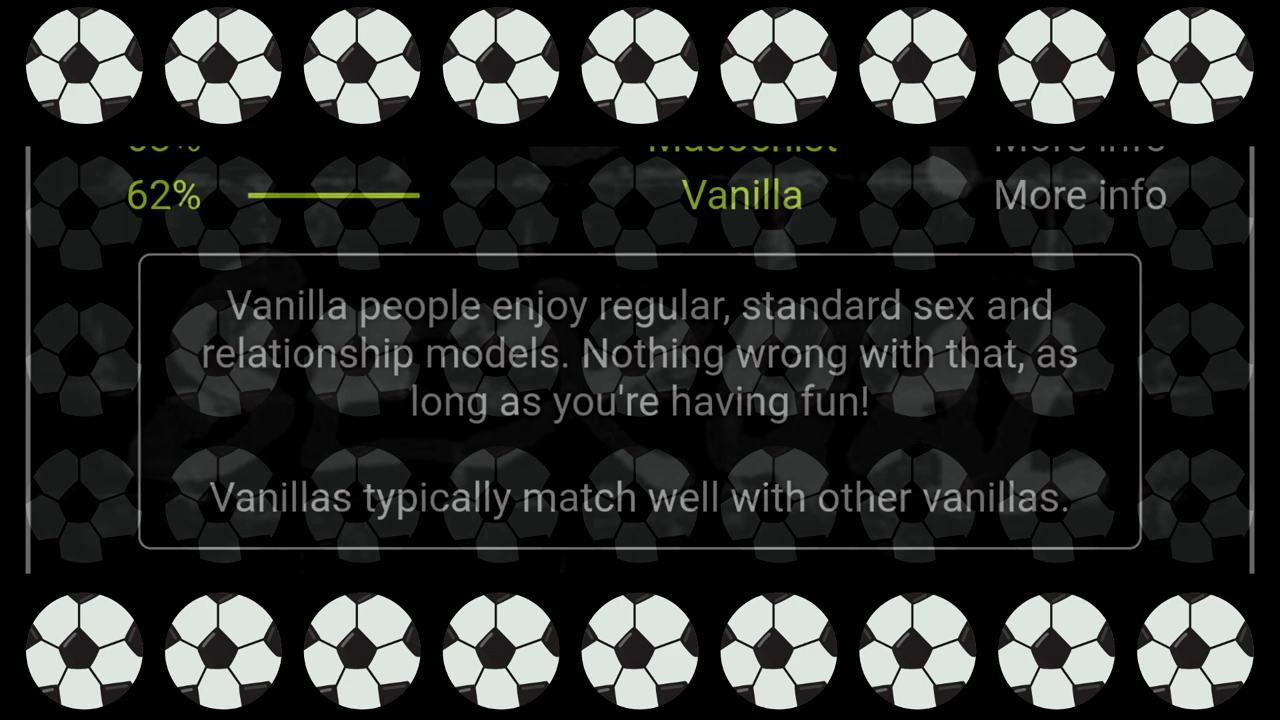 62% Vanilla More info
Vanilla people enjoy regular, standard sex and
relationship models. Nothing wrong with that, as
long as you're having fun!
Vanillas typically match well with other vanillas.